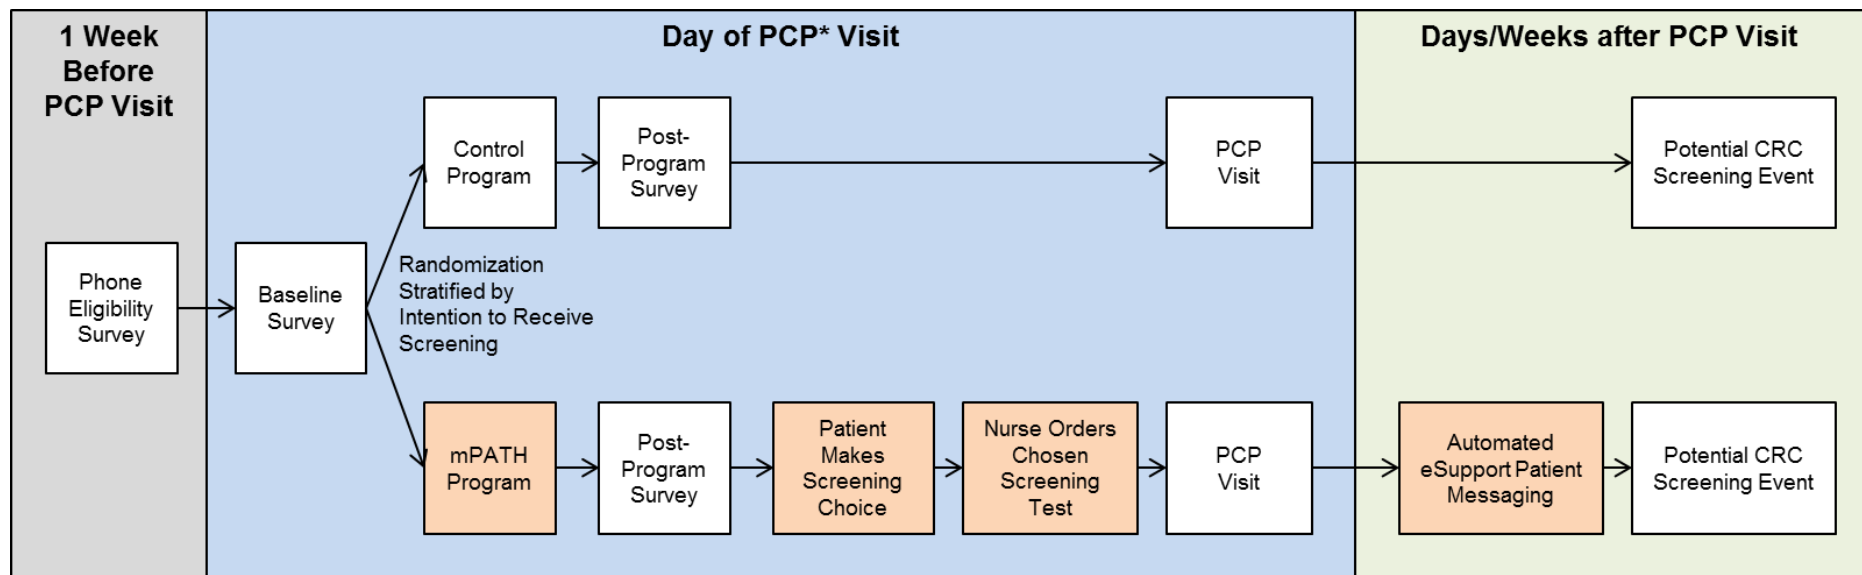 1 Week
Before
PCP Visit
Day of PCP* Visit
Days/Weeks after PCP Visit
Control
Program
Post-
Program
Survey
PCP
Visit
Potential CRC
Screening Event
Phone
Eligibility
Survey
Baseline
Survey
Randomization
Stratified by
Intention to Receive
Screening
mPATH
Program
Post-
Program
Survey
Patient
Makes
Screening
Choice
Nurse Orders
Chosen
Screening
Test
PCP
Visit
Automated
eSupport Patient
Messaging
Potential CRC
Screening Event